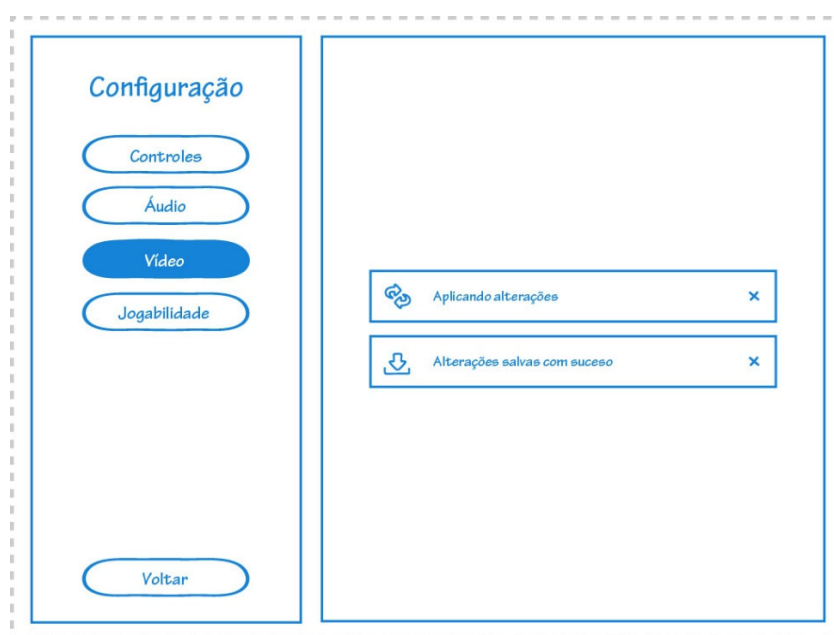 Configuração
Controles
Áudio
Vídeo
Jogabilidade
Voltar
Aplicando alterações
Alterações salvas com suceso